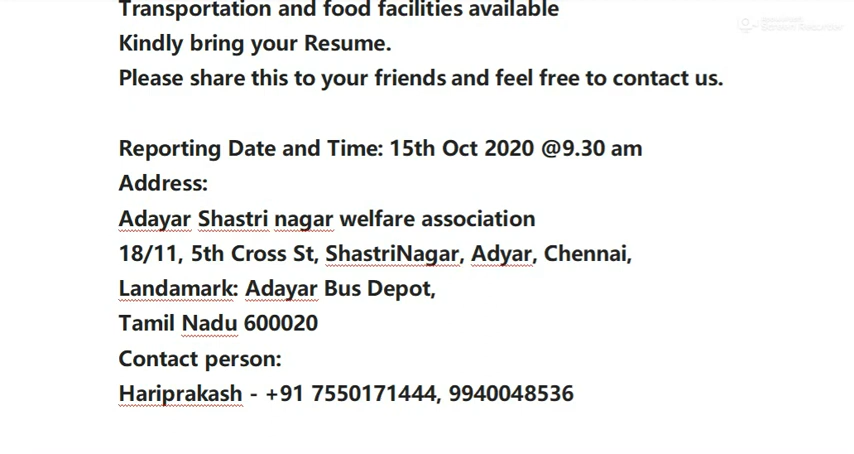 Transportation and food facilities available
Kindly bring your Resume.
Please share this to your friends and feel free to contact us.
Reporting Date and Time: 15th Oct 2020 @9.30 am
Address:
Adayar Shastri nagar welfare association
18/11, 5th Cross St, ShastriNagar, Adyar, Chennai,
Landamark: Adayar Bus Depot,
Tamil Nadu 600020
Contact person:
Hariprakash - +91 7550171444, 9940048536
Screen Recorder